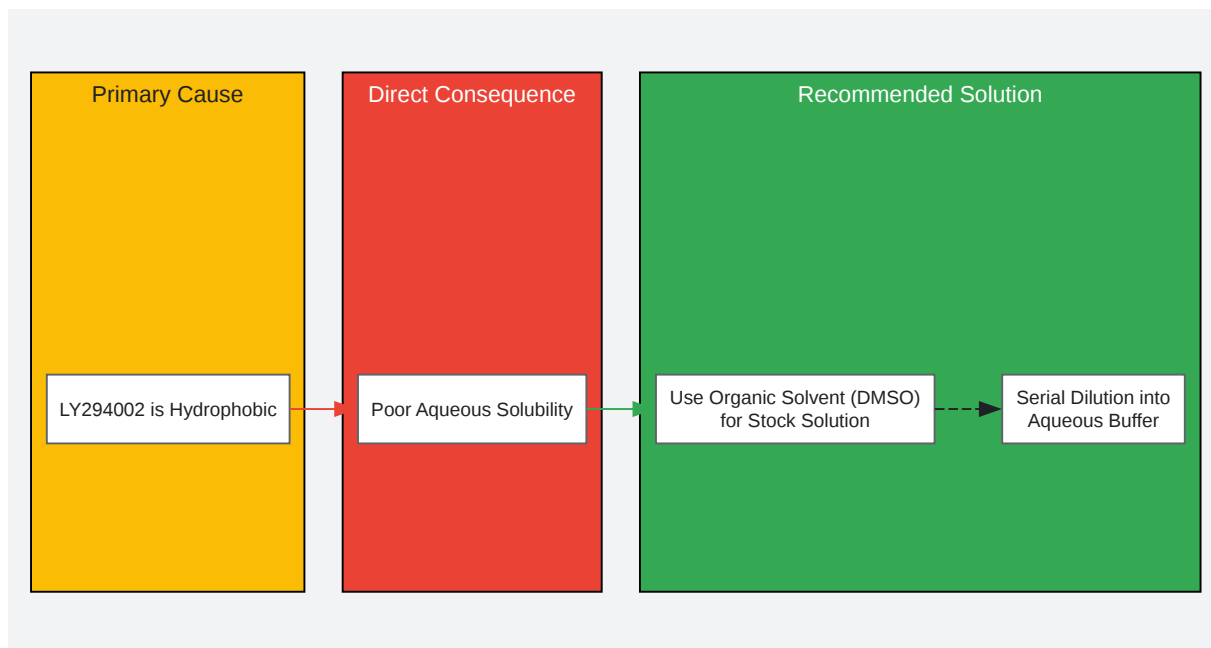 Primary Cause
Direct Consequence
Recommended Solution
LY294002 is Hydrophobic
Poor Aqueous Solubility
Use Organic Solvent (DMSO)
for Stock Solution
Serial Dilution into
Aqueous Buffer